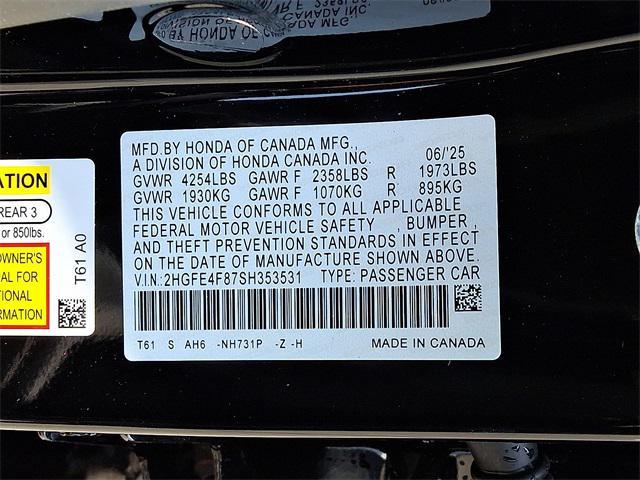 MFD.BY HONDA OF CANADA MFG.,
A DIVISION OF HONDA CANADA INC. 06/'25
GVWR 4254LBS GAWR F 2358LBS R 1973LBS
GVWR 1930KG GAWR F 1070KG R 895KG
THIS VEHICLE CONFORMS TO ALL APPLICABLE
FEDERAL MOTOR VEHICLE SAFETY , BUMPER ,
AND THEFT PREVENTION STANDARDS IN EFFECT
ON THE DATE OF MANUFACTURE SHOWN ABOVE.
V.I.N.:2HGFE4F87SH353531 TYPE: PASSENGER CAR
T61 S AH6 -NH731P -Z -H MADE IN CANADA
ATION
REAR 3
or 850lbs.
OWNER'S
AL FOR
TIONAL
RMATION
T61 A0